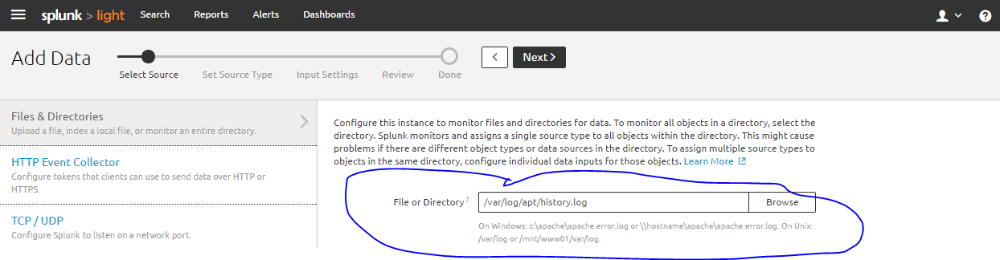 splunk > light Search Reports Alerts Dashboards ?
Add Data
Select Source Set Source Type Input Settings Review Done
< Next >
Files & Directories
Upload a file, index a local file, or monitor an entire directory.
HTTP Event Collector
Configure tokens that clients can use to send data over HTTP or
HTTPS.
TCP / UDP
Configure Splunk to listen on a network port.
Configure this instance to monitor files and directories for data. To monitor all objects in a directory, select the
directory. Splunk monitors and assigns a single source type to all objects within the directory. This might cause
problems if there are different object types or data sources in the directory. To assign multiple source types to
objects in the same directory, configure individual data inputs for those objects. Learn More
File or Directory ? /var/log/apt/history.log Browse
On Windows: c:\apache\apache.error.log or \\hostname\apache\apache.error.log. On Unix:
/var/log or /mnt/www01/var/log.